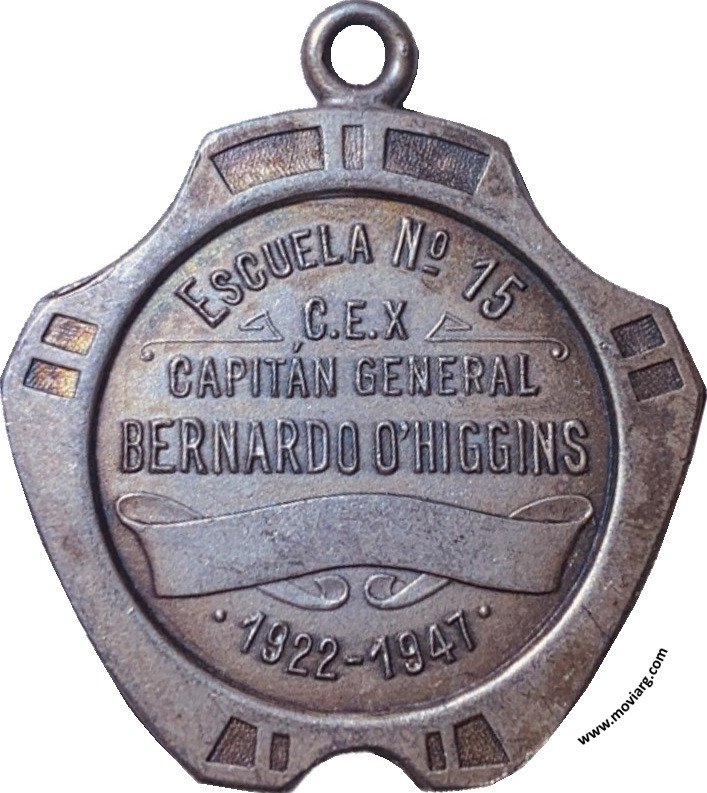 ESCUELA Nº 15
C.E.X
CAPITÁN GENERAL
BERNARDO O'HIGGINS
·1922-1947·
www.moviarg.com